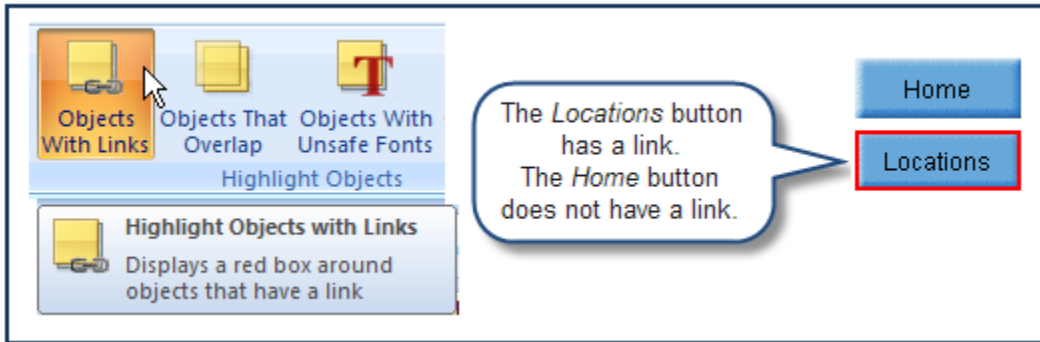 Objects
With Links
Objects That
Overlap
Objects With
Unsafe Fonts
Highlight Objects
Highlight Objects with Links
Displays a red box around
objects that have a link
The Locations button
has a link.
The Home button
does not have a link.
Home
Locations